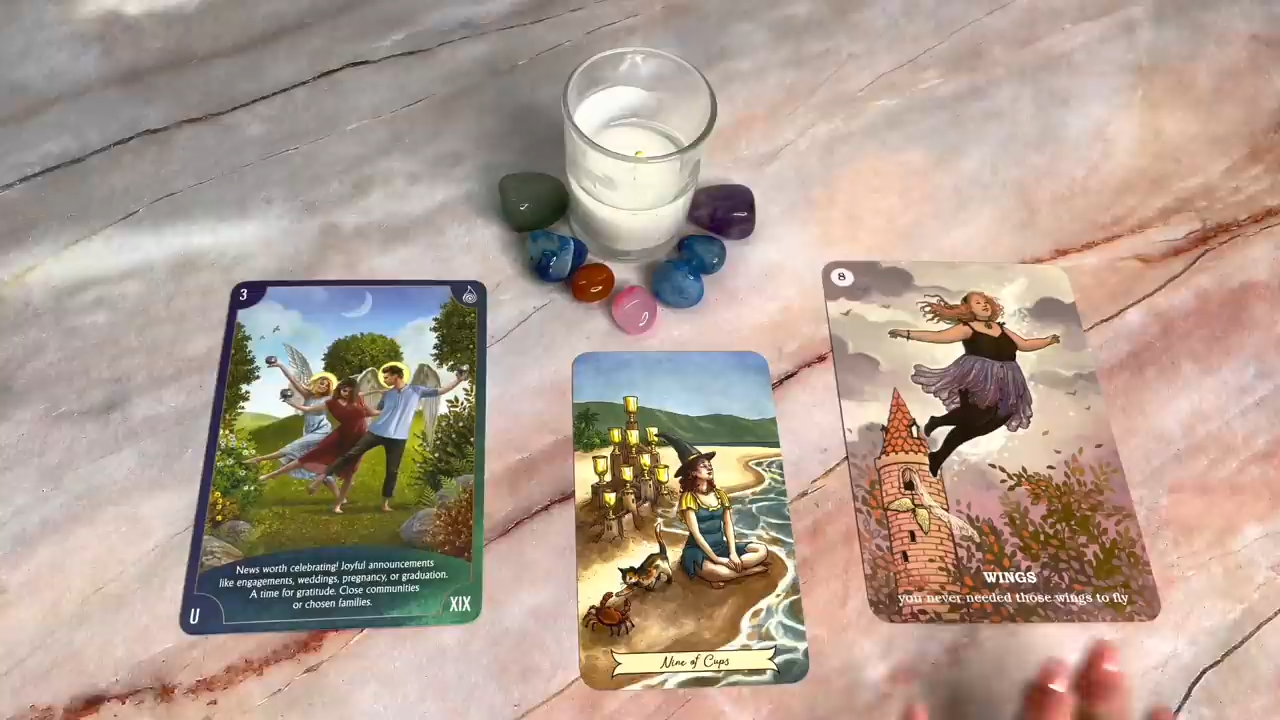 3
News worth celebrating! Joyful announcements
like engagements, weddings, pregnancy, or graduation.
A time for gratitude. Close communities
or chosen families.
U
XIX
Nine of Cups
8
WINGS
you never needed those wings to fly